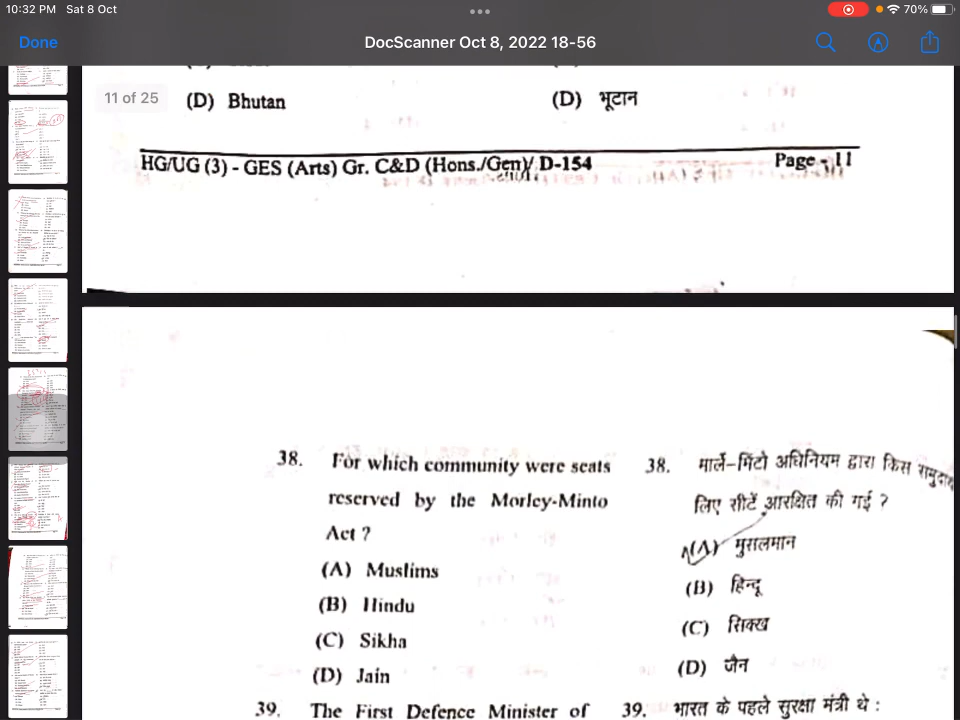 10:32 PM Sat 8 Oct
70%
Done
DocScanner Oct 8, 2022 18-56
11 of 25
(D) Bhutan
(D) भूटान
HG/UG (3) - GES (Arts) Gr. C&D (Hons./Gen)/ D-154
Page - 11
38. For which community were seats
reserved by the Morley-Minto
Act ?
(A) Muslims
(B) Hindu
(C) Sikha
(D) Jain
39. The First Defence Minister of
38. मार्ले-मिंटो अधिनियम द्वारा किस
लिए सीटें आरक्षित की गई ?
(A) मुसलमान
(B) हिन्दू
(C) सिक्ख
(D) जैन
39. भारत के पहले सुरक्षा मंत्री थे :